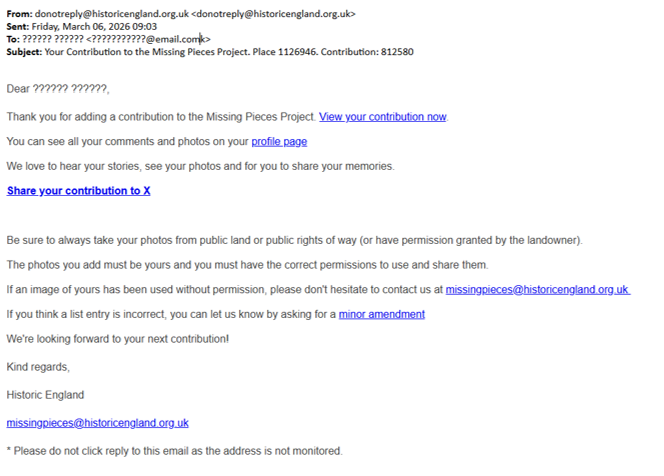 From: donotreply@historicengland.org.uk <donotreply@historicengland.org.uk>
Sent: Friday, March 06, 2026 09:03
To: ?????? ?????? <???????????@email.comk>
Subject: Your Contribution to the Missing Pieces Project. Place 1126946. Contribution: 812580
Dear ?????? ??????,
Thank you for adding a contribution to the Missing Pieces Project. View your contribution now.
You can see all your comments and photos on your profile page
We love to hear your stories, see your photos and for you to share your memories.
Share your contribution to X
Be sure to always take your photos from public land or public rights of way (or have permission granted by the landowner).
The photos you add must be yours and you must have the correct permissions to use and share them.
If an image of yours has been used without permission, please don't hesitate to contact us at missingpieces@historicengland.org.uk
If you think a list entry is incorrect, you can let us know by asking for a minor amendment
We're looking forward to your next contribution!
Kind regards,
Historic England
missingpieces@historicengland.org.uk
* Please do not click reply to this email as the address is not monitored.